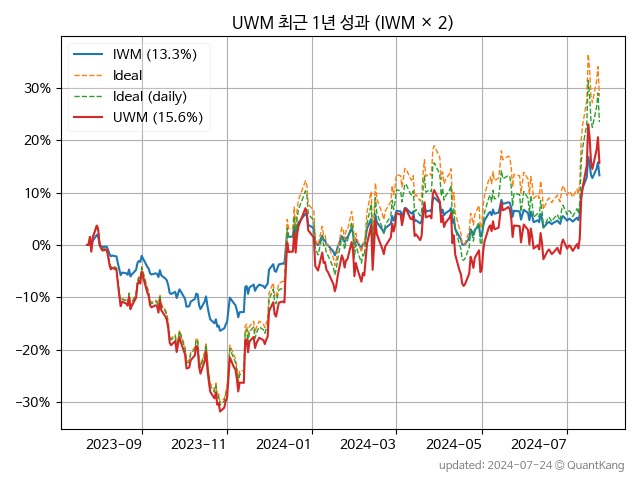 UWM 최근 1년 성과 (IWM × 2)
IWM (13.3%)
Ideal
Ideal (daily)
UWM (15.6%)
30%
20%
10%
0%
−10%
−20%
−30%
2023-09
2023-11
2024-01
2024-03
2024-05
2024-07
updated: 2024-07-24 © QuantKang